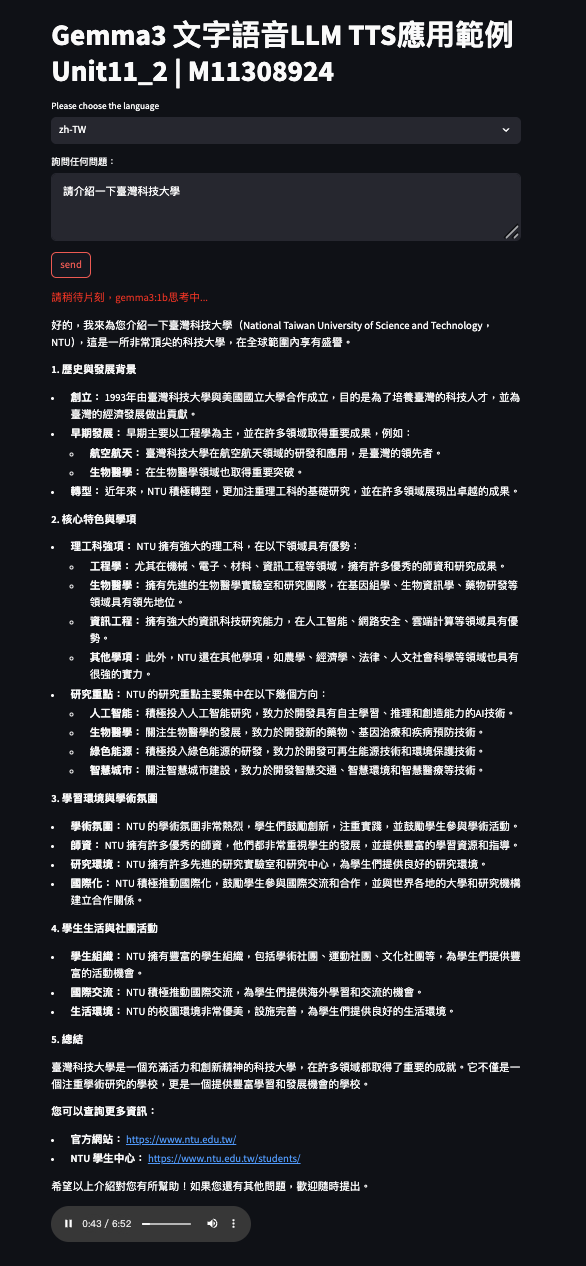 Gemma3 文字語音LLM TTS應用範例
Unit11_2 | M11308924
Please choose the language
zh-TW
詢問任何問題：
請介紹一下臺灣科技大學
send
請稍待片刻，gemma3:1b思考中...
好的，我來為您介紹一下臺灣科技大學（National Taiwan University of Science and Technology，
NTU），這是一所非常頂尖的科技大學，在全球範圍內享有盛譽。
1. 歷史與發展背景
• 創立： 1993年由臺灣科技大學與美國國立大學合作成立，目的是為了培養臺灣的科技人才，並為
臺灣的經濟發展做出貢獻。
• 早期發展： 早期主要以工程學為主，並在許多領域取得重要成果，例如：
◦ 航空航天： 臺灣科技大學在航空航天領域的研發和應用，是臺灣的領先者。
◦ 生物醫學： 在生物醫學領域也取得重要突破。
• 轉型： 近年來，NTU 積極轉型，更加注重理工科的基礎研究，並在許多領域展現出卓越的成果。
2. 核心特色與學項
• 理工科強項： NTU 擁有強大的理工科，在以下領域具有優勢：
◦ 工程學： 尤其在機械、電子、材料、資訊工程等領域，擁有許多優秀的師資和研究成果。
◦ 生物醫學： 擁有先進的生物醫學實驗室和研究團隊，在基因組學、生物資訊學、藥物研發等
領域具有領先地位。
◦ 資訊工程： 擁有強大的資訊科技研究能力，在人工智能、網路安全、雲端計算等領域具有優
勢。
◦ 其他學項： 此外，NTU 還在其他學項，如農學、經濟學、法律、人文社會科學等領域也具有
很強的實力。
• 研究重點： NTU 的研究重點主要集中在以下幾個方向：
◦ 人工智能： 積極投入人工智能研究，致力於開發具有自主學習、推理和創造能力的AI技術。
◦ 生物醫學： 關注生物醫學的發展，致力於開發新的藥物、基因治療和疾病預防技術。
◦ 綠色能源： 積極投入綠色能源的研發，致力於開發可再生能源技術和環境保護技術。
◦ 智慧城市： 關注智慧城市建設，致力於開發智慧交通、智慧環境和智慧醫療等技術。
3. 學習環境與學術氛圍
• 學術氛圍： NTU 的學術氛圍非常熱烈，學生們鼓勵創新，注重實踐，並鼓勵學生參與學術活動。
• 師資： NTU 擁有許多優秀的師資，他們都非常重視學生的發展，並提供豐富的學習資源和指導。
• 研究環境： NTU 擁有許多先進的研究實驗室和研究中心，為學生們提供良好的研究環境。
• 國際化： NTU 積極推動國際化，鼓勵學生參與國際交流和合作，並與世界各地的大學和研究機構
建立合作關係。
4. 學生生活與社團活動
• 學生組織： NTU 擁有豐富的學生組織，包括學術社團、運動社團、文化社團等，為學生們提供豐
富的活動機會。
• 國際交流： NTU 積極推動國際交流，為學生們提供海外學習和交流的機會。
• 生活環境： NTU 的校園環境非常優美，設施完善，為學生們提供良好的生活環境。
5. 總結
臺灣科技大學是一個充滿活力和創新精神的科技大學，在許多領域都取得了重要的成就。它不僅是一
個注重學術研究的學校，更是一個提供豐富學習和發展機會的學校。
您可以查詢更多資訊：
• 官方網站： https://www.ntu.edu.tw/
• NTU 學生中心： https://www.ntu.edu.tw/students/
希望以上介紹對您有所幫助！如果您還有其他問題，歡迎隨時提出。
0:43 / 6:52